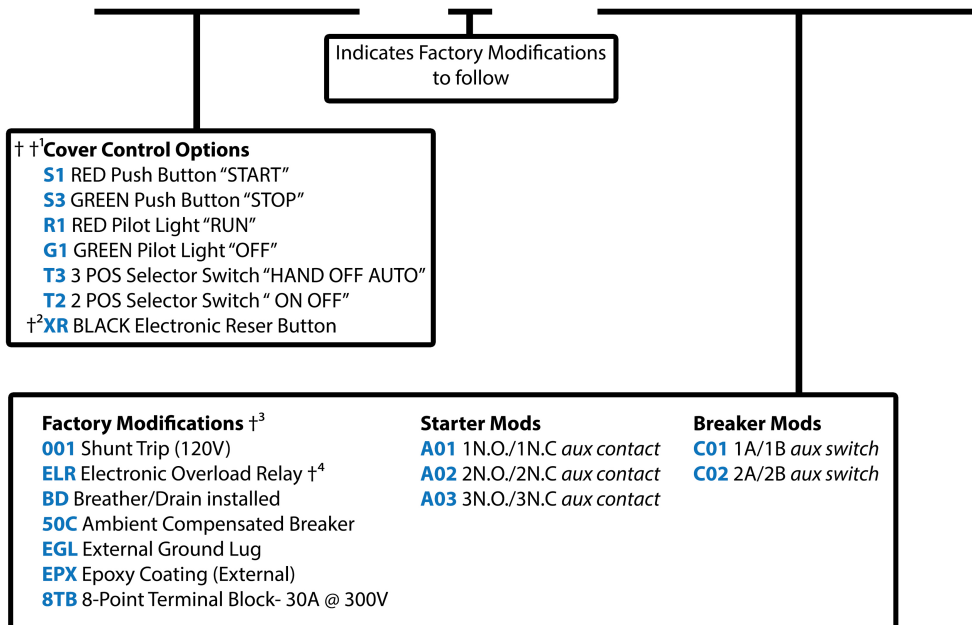 Indicates Factory Modifications
to follow
† †¹Cover Control Options
S1 RED Push Button “START”
S3 GREEN Push Button “STOP”
R1 RED Pilot Light “RUN”
G1 GREEN Pilot Light “OFF”
T3 3 POS Selector Switch “HAND OFF AUTO”
T2 2 POS Selector Switch “ ON OFF”
†²XR BLACK Electronic Reser Button
Factory Modifications †³
001 Shunt Trip (120V)
ELR Electronic Overload Relay †⁴
BD Breather/Drain installed
50C Ambient Compensated Breaker
EGL External Ground Lug
EPX Epoxy Coating (External)
8TB 8-Point Terminal Block- 30A @ 300V
Starter Mods
A01 1N.O./1N.C aux contact
A02 2N.O./2N.C aux contact
A03 3N.O./3N.C aux contact
Breaker Mods
C01 1A/1B aux switch
C02 2A/2B aux switch